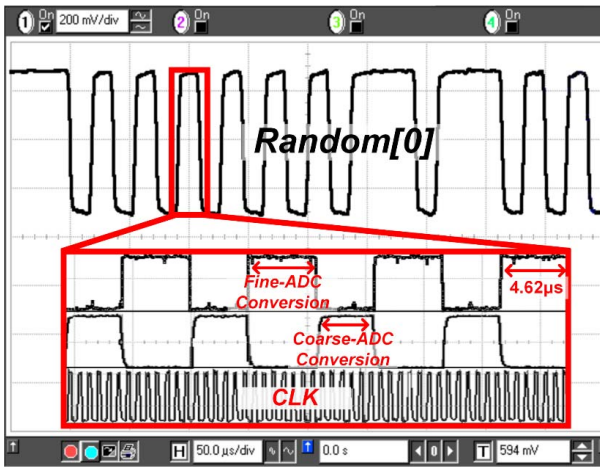 1 On 200 mV/div 2 On 3 On 4 On
Random[0]
Fine-ADC
Conversion
4.62µs
Coarse-ADC
Conversion
CLK
H 50.0 µs/div 0.0 s 0 T 594 mV